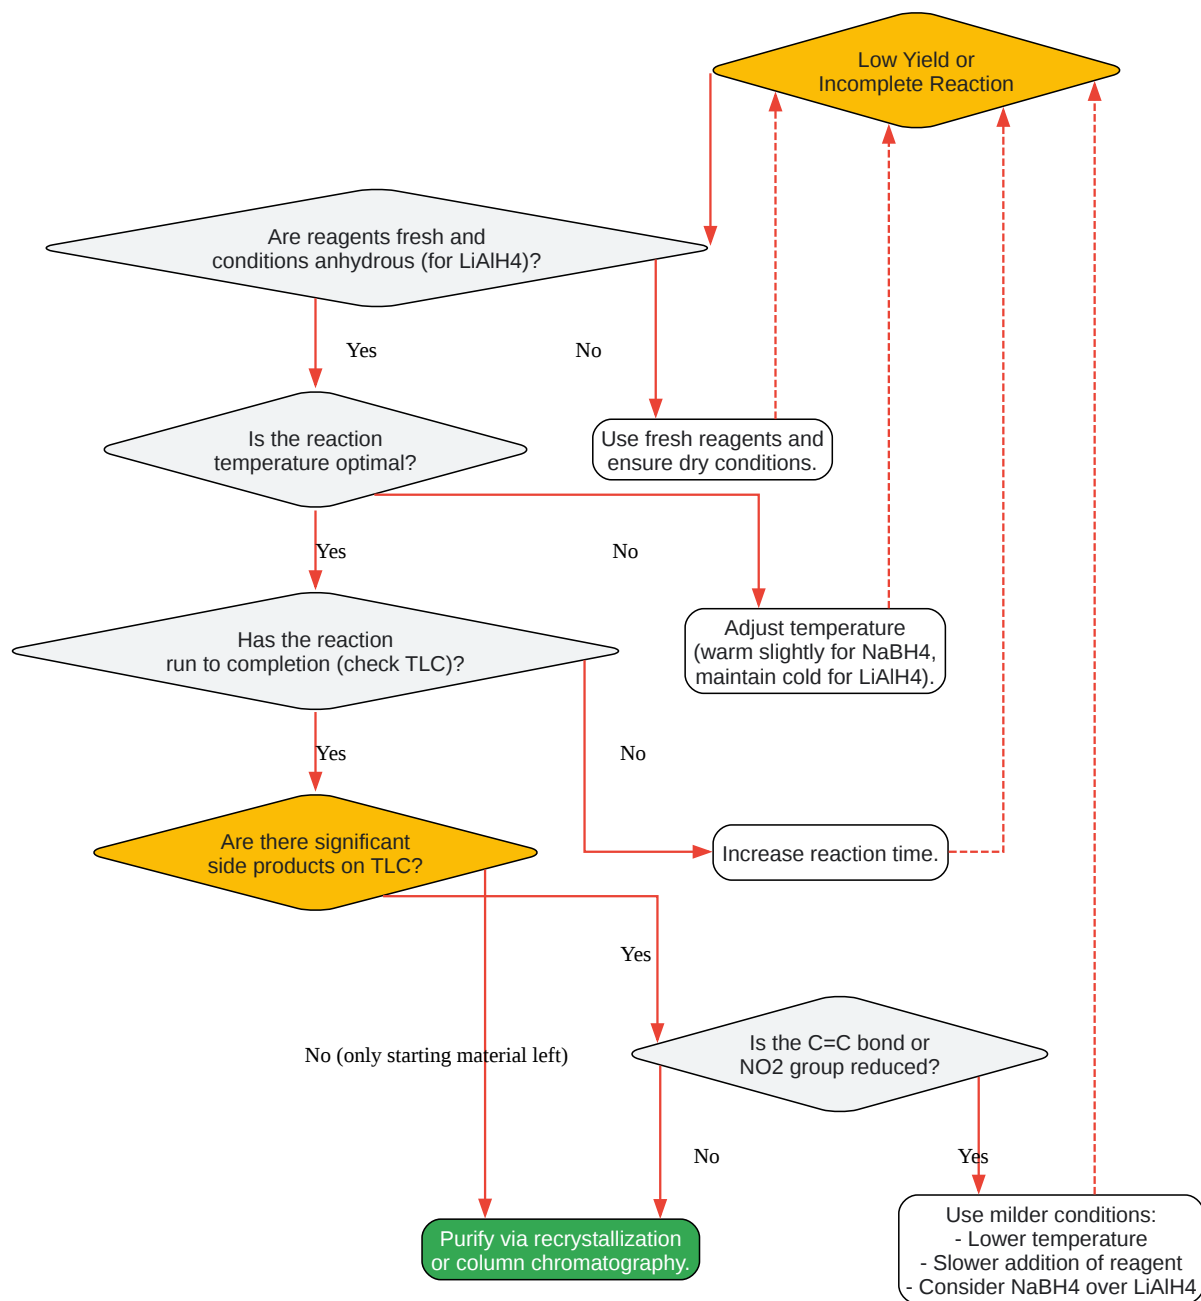 Low Yield or
Incomplete Reaction
Are reagents fresh and
conditions anhydrous (for LiAlH4)?
Yes
No
Use fresh reagents and
ensure dry conditions.
Is the reaction
temperature optimal?
Yes
No
Adjust temperature
(warm slightly for NaBH4,
maintain cold for LiAlH4).
Has the reaction
run to completion (check TLC)?
Yes
No
Increase reaction time.
Are there significant
side products on TLC?
Yes
No (only starting material left)
Is the C=C bond or
NO2 group reduced?
No
Yes
Purify via recrystallization
or column chromatography.
Use milder conditions:
- Lower temperature
- Slower addition of reagent
- Consider NaBH4 over LiAlH4